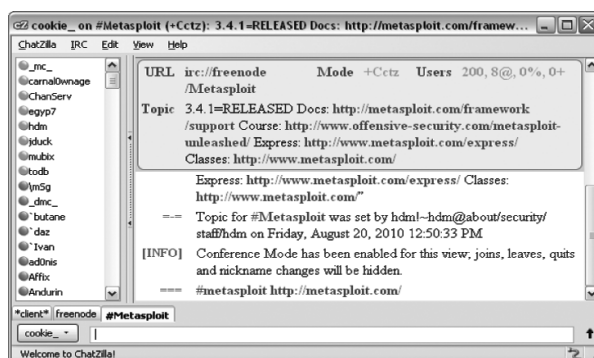 cookie_ on #Metasploit (+Cctz): 3.4.1=RELEASED Docs: http://metasploit.com/framew...
ChatZilla IRC Edit View Help
_mc_
carnal0wnage
ChanServ
egyp7
hdm
jduck
mubix
todb
\mSg
_dmc_
`butane
`daz
`Ivan
ad0nis
Affix
Andurin
URL irc://freenode Mode +Cctz Users 200, 8@, 0%, 0+
/Metasploit
Topic 3.4.1=RELEASED Docs: http://metasploit.com/framework
/support Course: http://www.offensive-security.com/metasploit-
unleashed/ Express: http://www.metasploit.com/express/
Classes: http://www.metasploit.com/
Express: http://www.metasploit.com/express/ Classes:
http://www.metasploit.com/"
=-= Topic for #Metasploit was set by hdm!~hdm@about/security/
staff/hdm on Friday, August 20, 2010 12:50:33 PM
[INFO] Conference Mode has been enabled for this view; joins, leaves, quits
and nickname changes will be hidden.
=== #metasploit http://metasploit.com/
*client* freenode #Metasploit
cookie_
Welcome to ChatZilla!